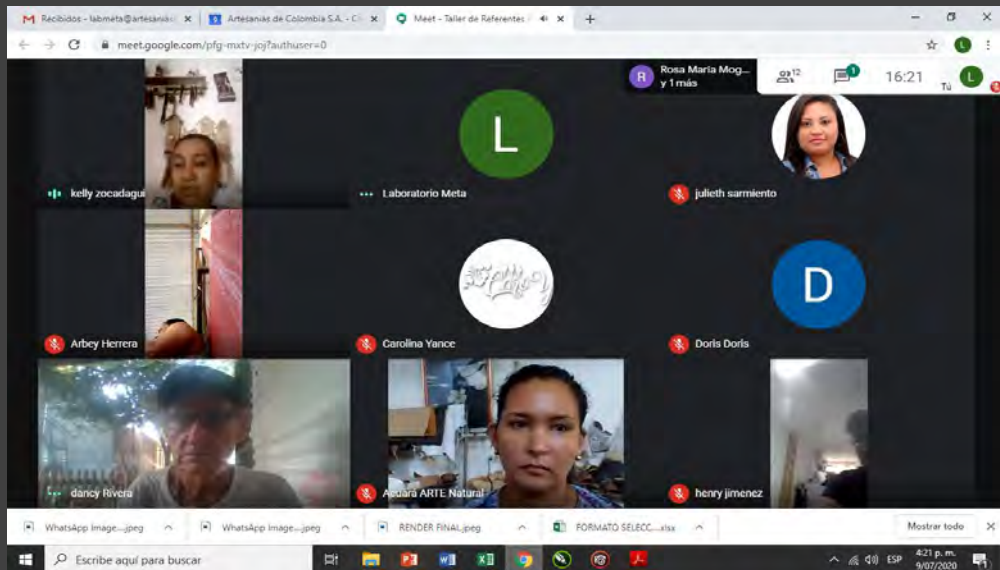 Recibidos - labmeta@artesanias
Artesanías de Colombia S.A. - C
Meet - Taller de Referentes
meet.google.com/pfg-mxtv-joj?authuser=0
L
R
Rosa Maria Mog...
y 1 más
12
1
16:21
Tú
L
kelly zocadagui
L
Laboratorio Meta
julieth sarmiento
Arbey Herrera
Carolina Yance
D
Doris Doris
dancy Rivera
Acuara ARTE Natural
henry jimenez
WhatsApp Image....jpeg
WhatsApp Image....jpeg
RENDER FINAL.jpeg
FORMATO SELECC....xlsx
Mostrar todo
Escribe aquí para buscar
ESP
4:21 p. m.
9/07/2020